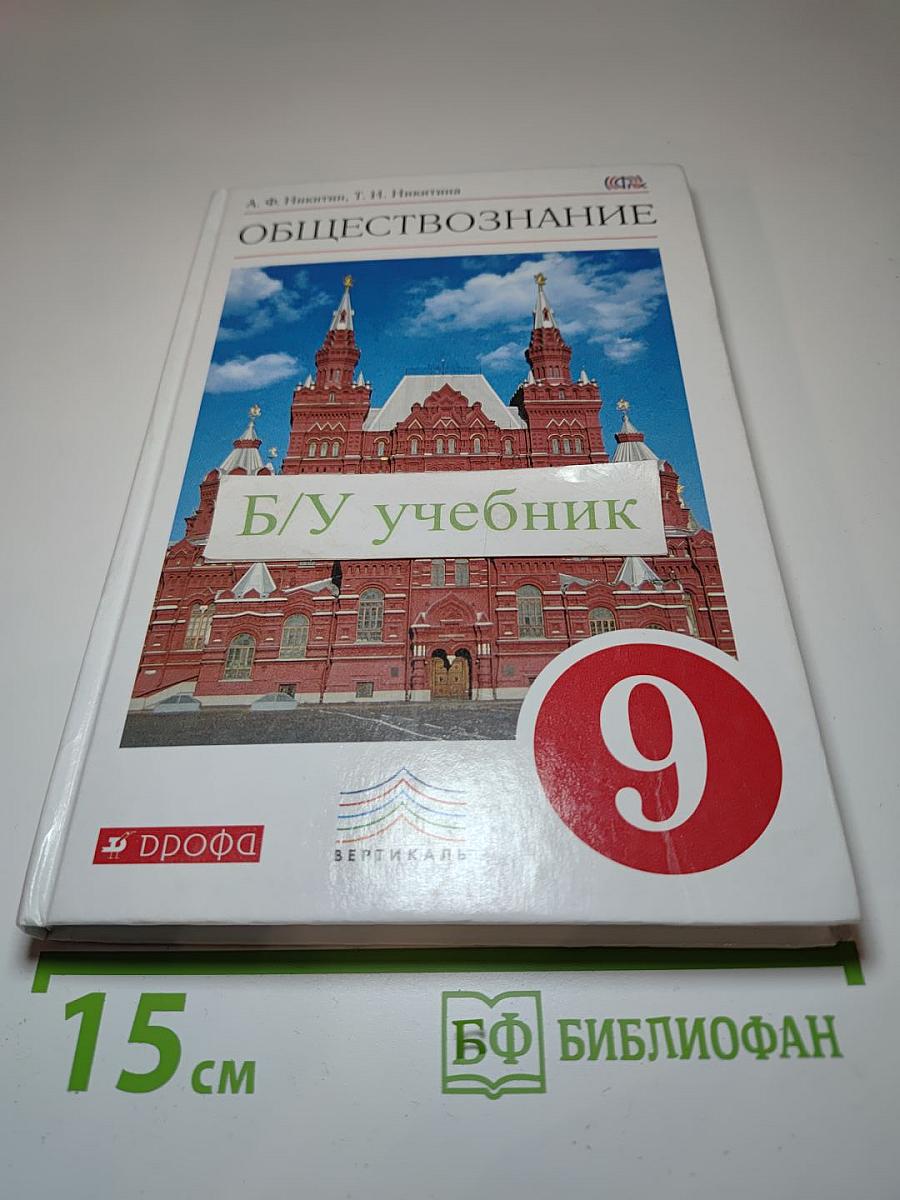 А. Ф. Никитин, Т. И. Никитина
ОБЩЕСТВОЗНАНИЕ
Б/У учебник
9
ДРОФА
ВЕРТИКАЛЬ
15 см
БФ БИБЛИОФАН